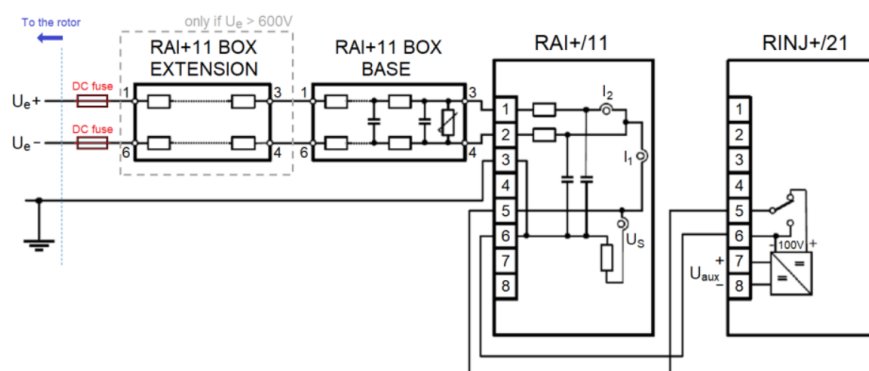 To the rotor
only if Ue > 600V
RAI+11 BOX
EXTENSION
RAI+11 BOX
BASE
RAI+/11
RINJ+/21
Ue+
DC fuse
1
3
1
3
Ue−
DC fuse
6
4
6
4
1
2
3
4
5
6
7
8
I2
I1
US
1
2
3
4
5
6
7
8
- 100V +
Uaux
+
−
=
=